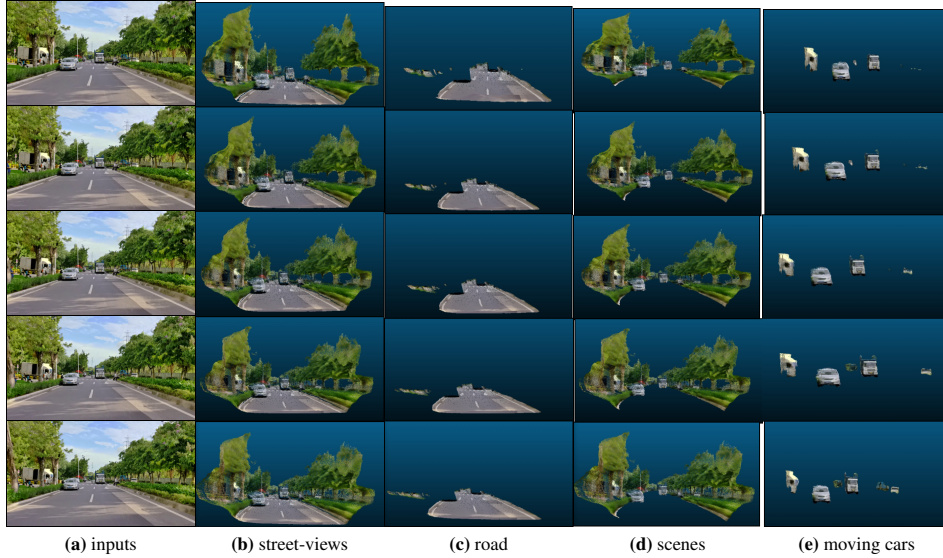 (a) inputs
(b) street-views
(c) road
(d) scenes
(e) moving cars